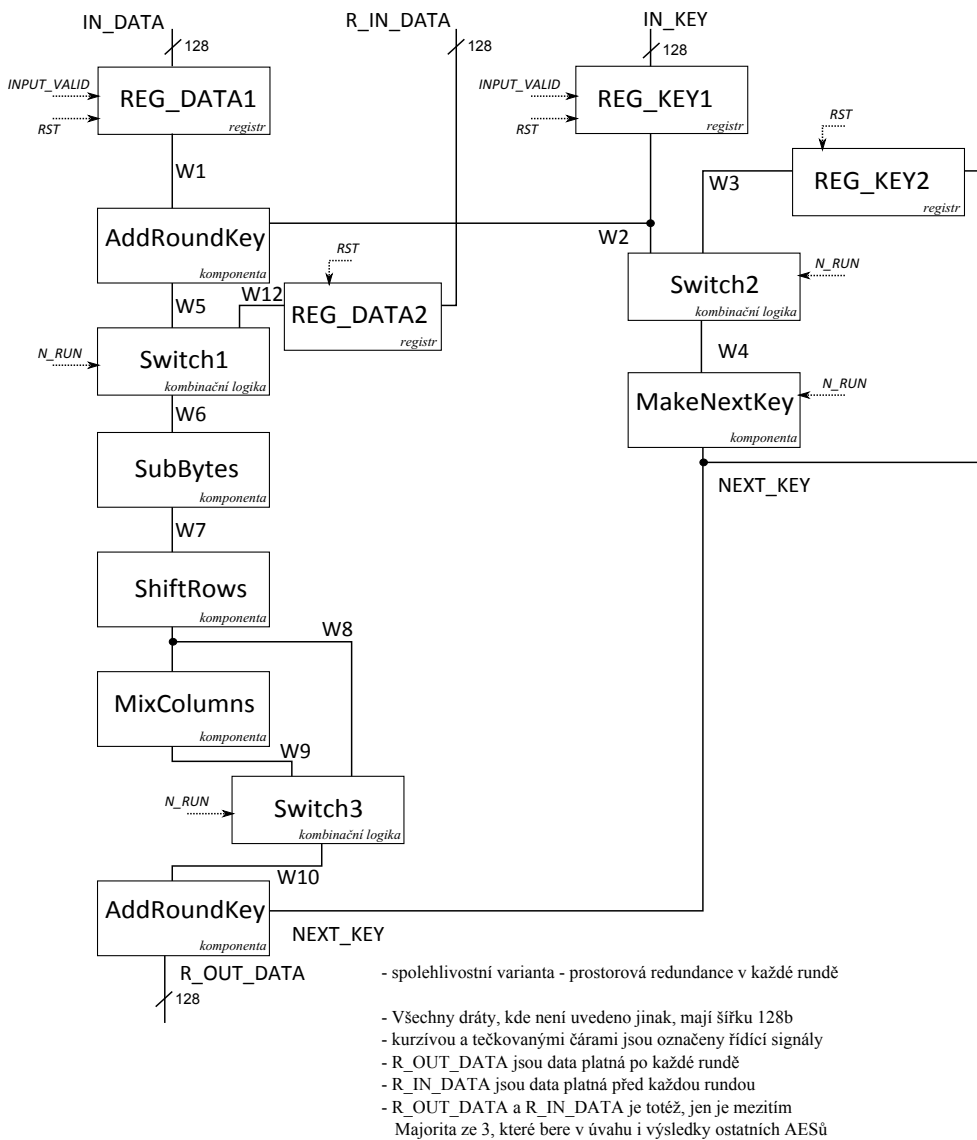 IN_DATA
R_IN_DATA
IN_KEY
128
128
128
INPUT_VALID
RST
REG_DATA1
registr
INPUT_VALID
RST
REG_KEY1
registr
RST
REG_KEY2
registr
W1
W3
AddRoundKey
komponenta
W2
RST
Switch2
kombinační logika
N_RUN
W5
W12
REG_DATA2
registr
N_RUN
Switch1
kombinační logika
W4
MakeNextKey
komponenta
N_RUN
W6
SubBytes
komponenta
NEXT_KEY
W7
ShiftRows
komponenta
W8
MixColumns
komponenta
W9
N_RUN
Switch3
kombinační logika
W10
AddRoundKey
komponenta
NEXT_KEY
R_OUT_DATA
128
- spolehlivostní varianta - prostorová redundance v každé rundě
- Všechny dráty, kde není uvedeno jinak, mají šířku 128b
- kurzívou a tečkovanými čárami jsou označeny řídící signály
- R_OUT_DATA jsou data platná po každé rundě
- R_IN_DATA jsou data platná před každou rundou
- R_OUT_DATA a R_IN_DATA je totéž, jen je mezitím
Majorita ze 3, které bere v úvahu i výsledky ostatních AESů